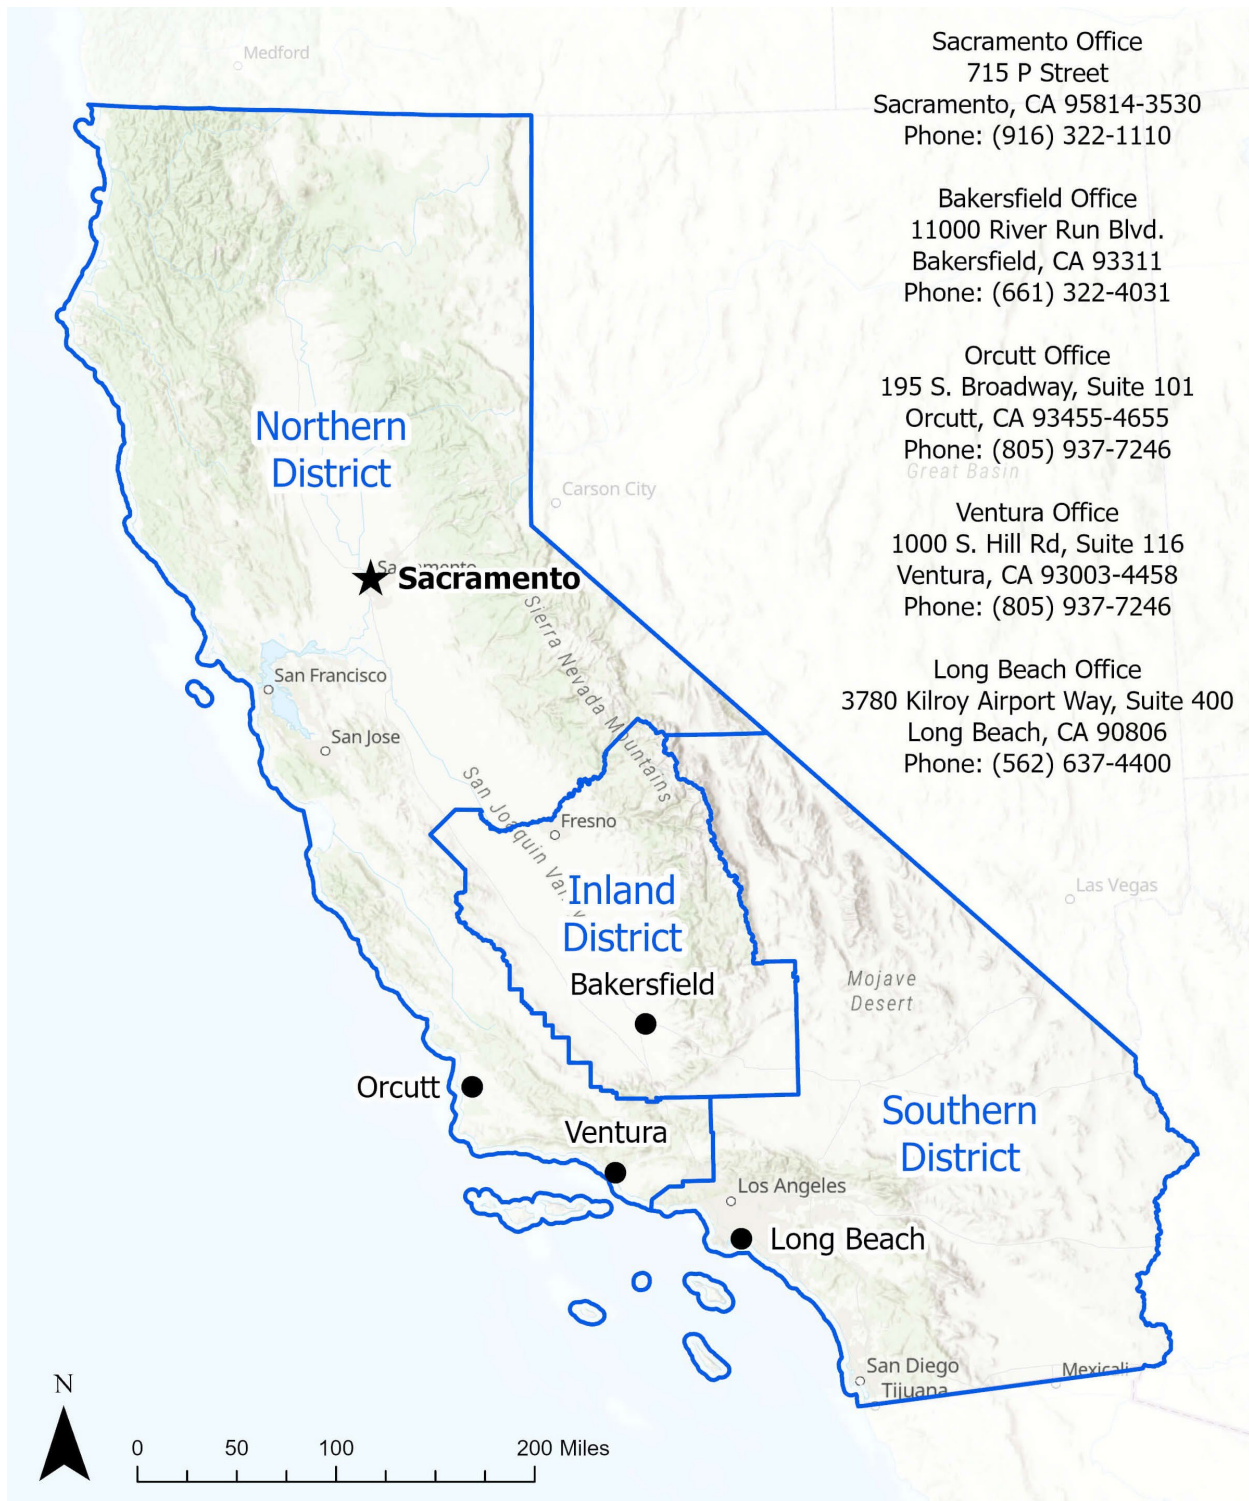 Medford
Sacramento Office
715 P Street
Sacramento, CA 95814-3530
Phone: (916) 322-1110
Bakersfield Office
11000 River Run Blvd.
Bakersfield, CA 93311
Phone: (661) 322-4031
Orcutt Office
195 S. Broadway, Suite 101
Orcutt, CA 93455-4655
Phone: (805) 937-7246
Great Basin
Ventura Office
1000 S. Hill Rd, Suite 116
Ventura, CA 93003-4458
Phone: (805) 937-7246
Long Beach Office
3780 Kilroy Airport Way, Suite 400
Long Beach, CA 90806
Phone: (562) 637-4400
Northern
District
Carson City
Sacramento
Sacramento
Sierra Nevada Mountains
San Francisco
San Jose
San Joaquin Valley
Fresno
Inland
District
Las Vegas
Bakersfield
Mojave
Desert
Orcutt
Southern
District
Ventura
Los Angeles
Long Beach
San Diego
Tijuana
Mexicali
N
0 50 100 200 Miles